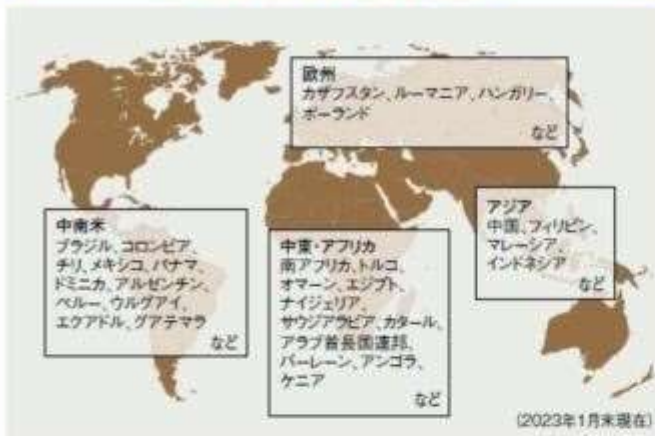 欧州
カザフスタン、ルーマニア、ハンガリー、
ポーランド
など
中南米
ブラジル、コロンビア、
チリ、メキシコ、パナマ、
ドミニカ、アルゼンチン、
ペルー、ウルグアイ、
エクアドル、グアテマラ
など
中東・アフリカ
南アフリカ、トルコ、
オマーン、エジプト、
ナイジェリア、
サウジアラビア、カタール、
アラブ首長国連邦、
バーレーン、アンゴラ、
ケニア
など
アジア
中国、フィリピン、
マレーシア、
インドネシア
など
(2023年1月末現在)